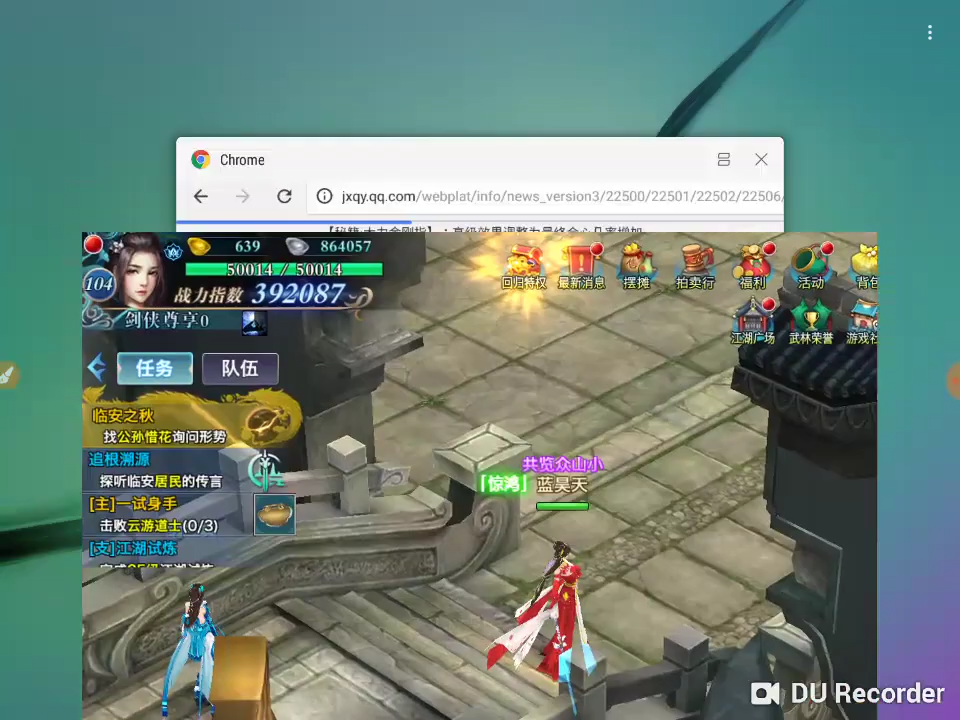 Chrome
jxqy.qq.com/webplat/info/news_version3/22500/22501/22502/22506/
639
864057
50014 / 50014
104
战力指数 392087
剑侠尊享0
回归特权
最新消息
摆摊
拍卖行
福利
活动
背包
江湖广场
武林荣誉
游戏社
任务
队伍
临安之秋
找公孙惜花询问形势
追根溯源
探听临安居民的传言
[主]一试身手
击败云游道士(0/3)
[支]江湖试炼
共览众山小
[惊鸿] 蓝昊天
DU Recorder